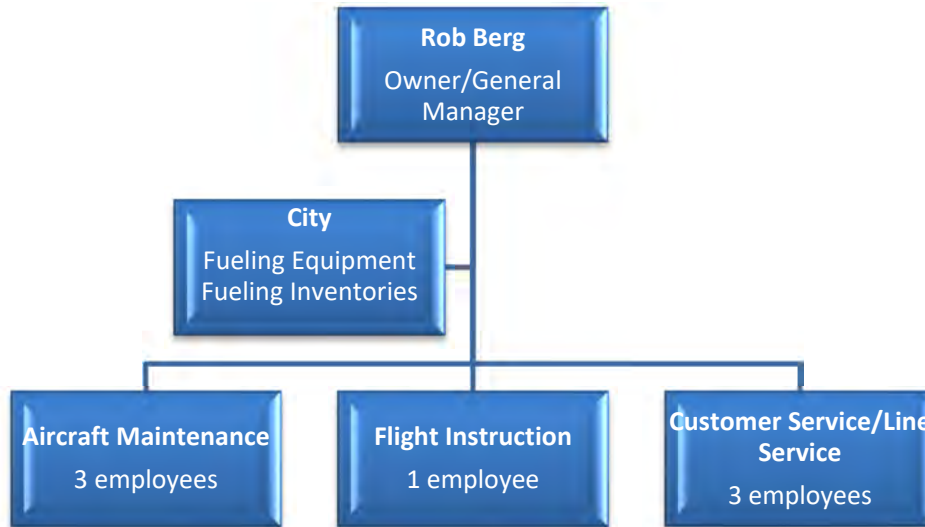 Rob Berg
Owner/General
Manager
City
Fueling Equipment
Fueling Inventories
Aircraft Maintenance
3 employees
Flight Instruction
1 employee
Customer Service/Line
Service
3 employees